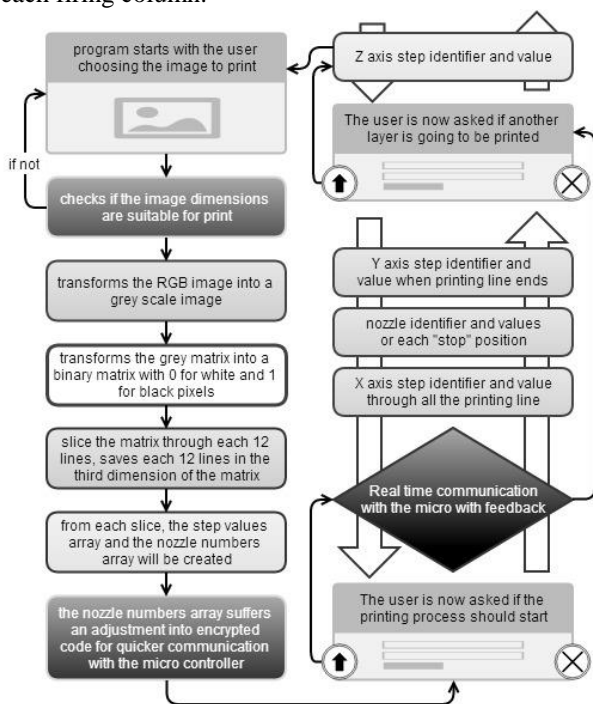 each firing column.
program starts with the user
choosing the image to print
if not
checks if the image dimensions
are suitable for print
transforms the RGB image into a
grey scale image
transforms the grey matrix into a
binary matrix with 0 for white and 1
for black pixels
slice the matrix through each 12
lines, saves each 12 lines in the
third dimension of the matrix
from each slice, the step values
array and the nozzle numbers
array will be created
the nozzle numbers array suffers
an adjustment into encrypted
code for quicker communication
with the micro controller
Z axis step identifier and value
The user is now asked if another
layer is going to be printed
Y axis step identifier and
value when printing line ends
nozzle identifier and values
or each "stop" position
X axis step identifier and value
through all the printing line
Real time communication
with the micro with feedback
The user is now asked if the
printing process should start